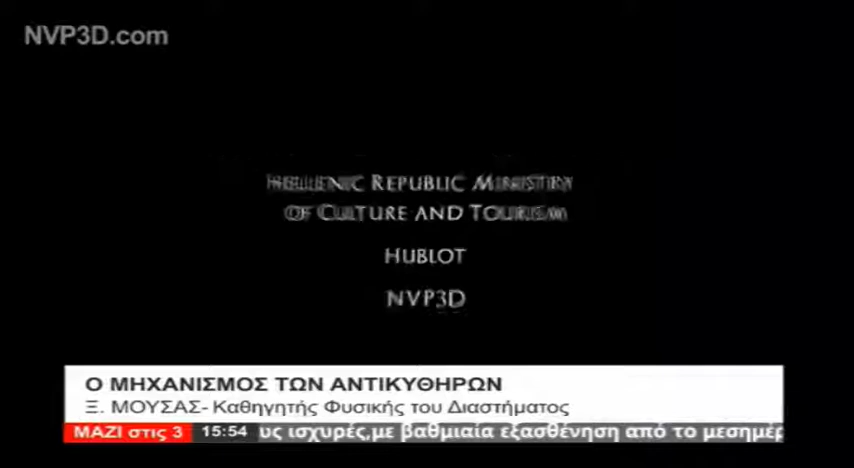 NVP3D.com
HELLENIC REPUBLIC MINISTRY
OF CULTURE AND TOURISM
HUBLOT
NVP3D
Ο ΜΗΧΑΝΙΣΜΟΣ ΤΩΝ ΑΝΤΙΚΥΘΗΡΩΝ
Ξ. ΜΟΥΣΑΣ- Καθηγητής Φυσικής του Διαστήματος
ΜΑΖΙ στις 3 15:54 υς ισχυρές,με βαθμιαία εξασθένηση από το μεσημέρ